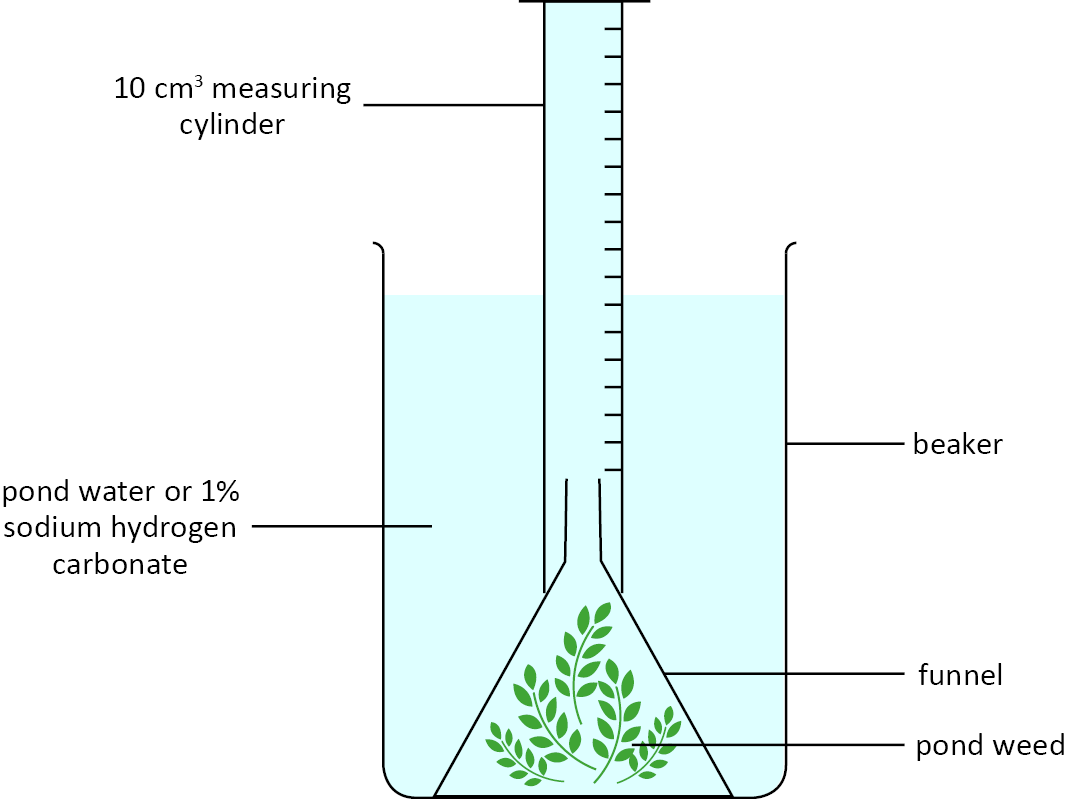 10 cm³ measuring
cylinder
beaker
pond water or 1%
sodium hydrogen
carbonate
funnel
pond weed